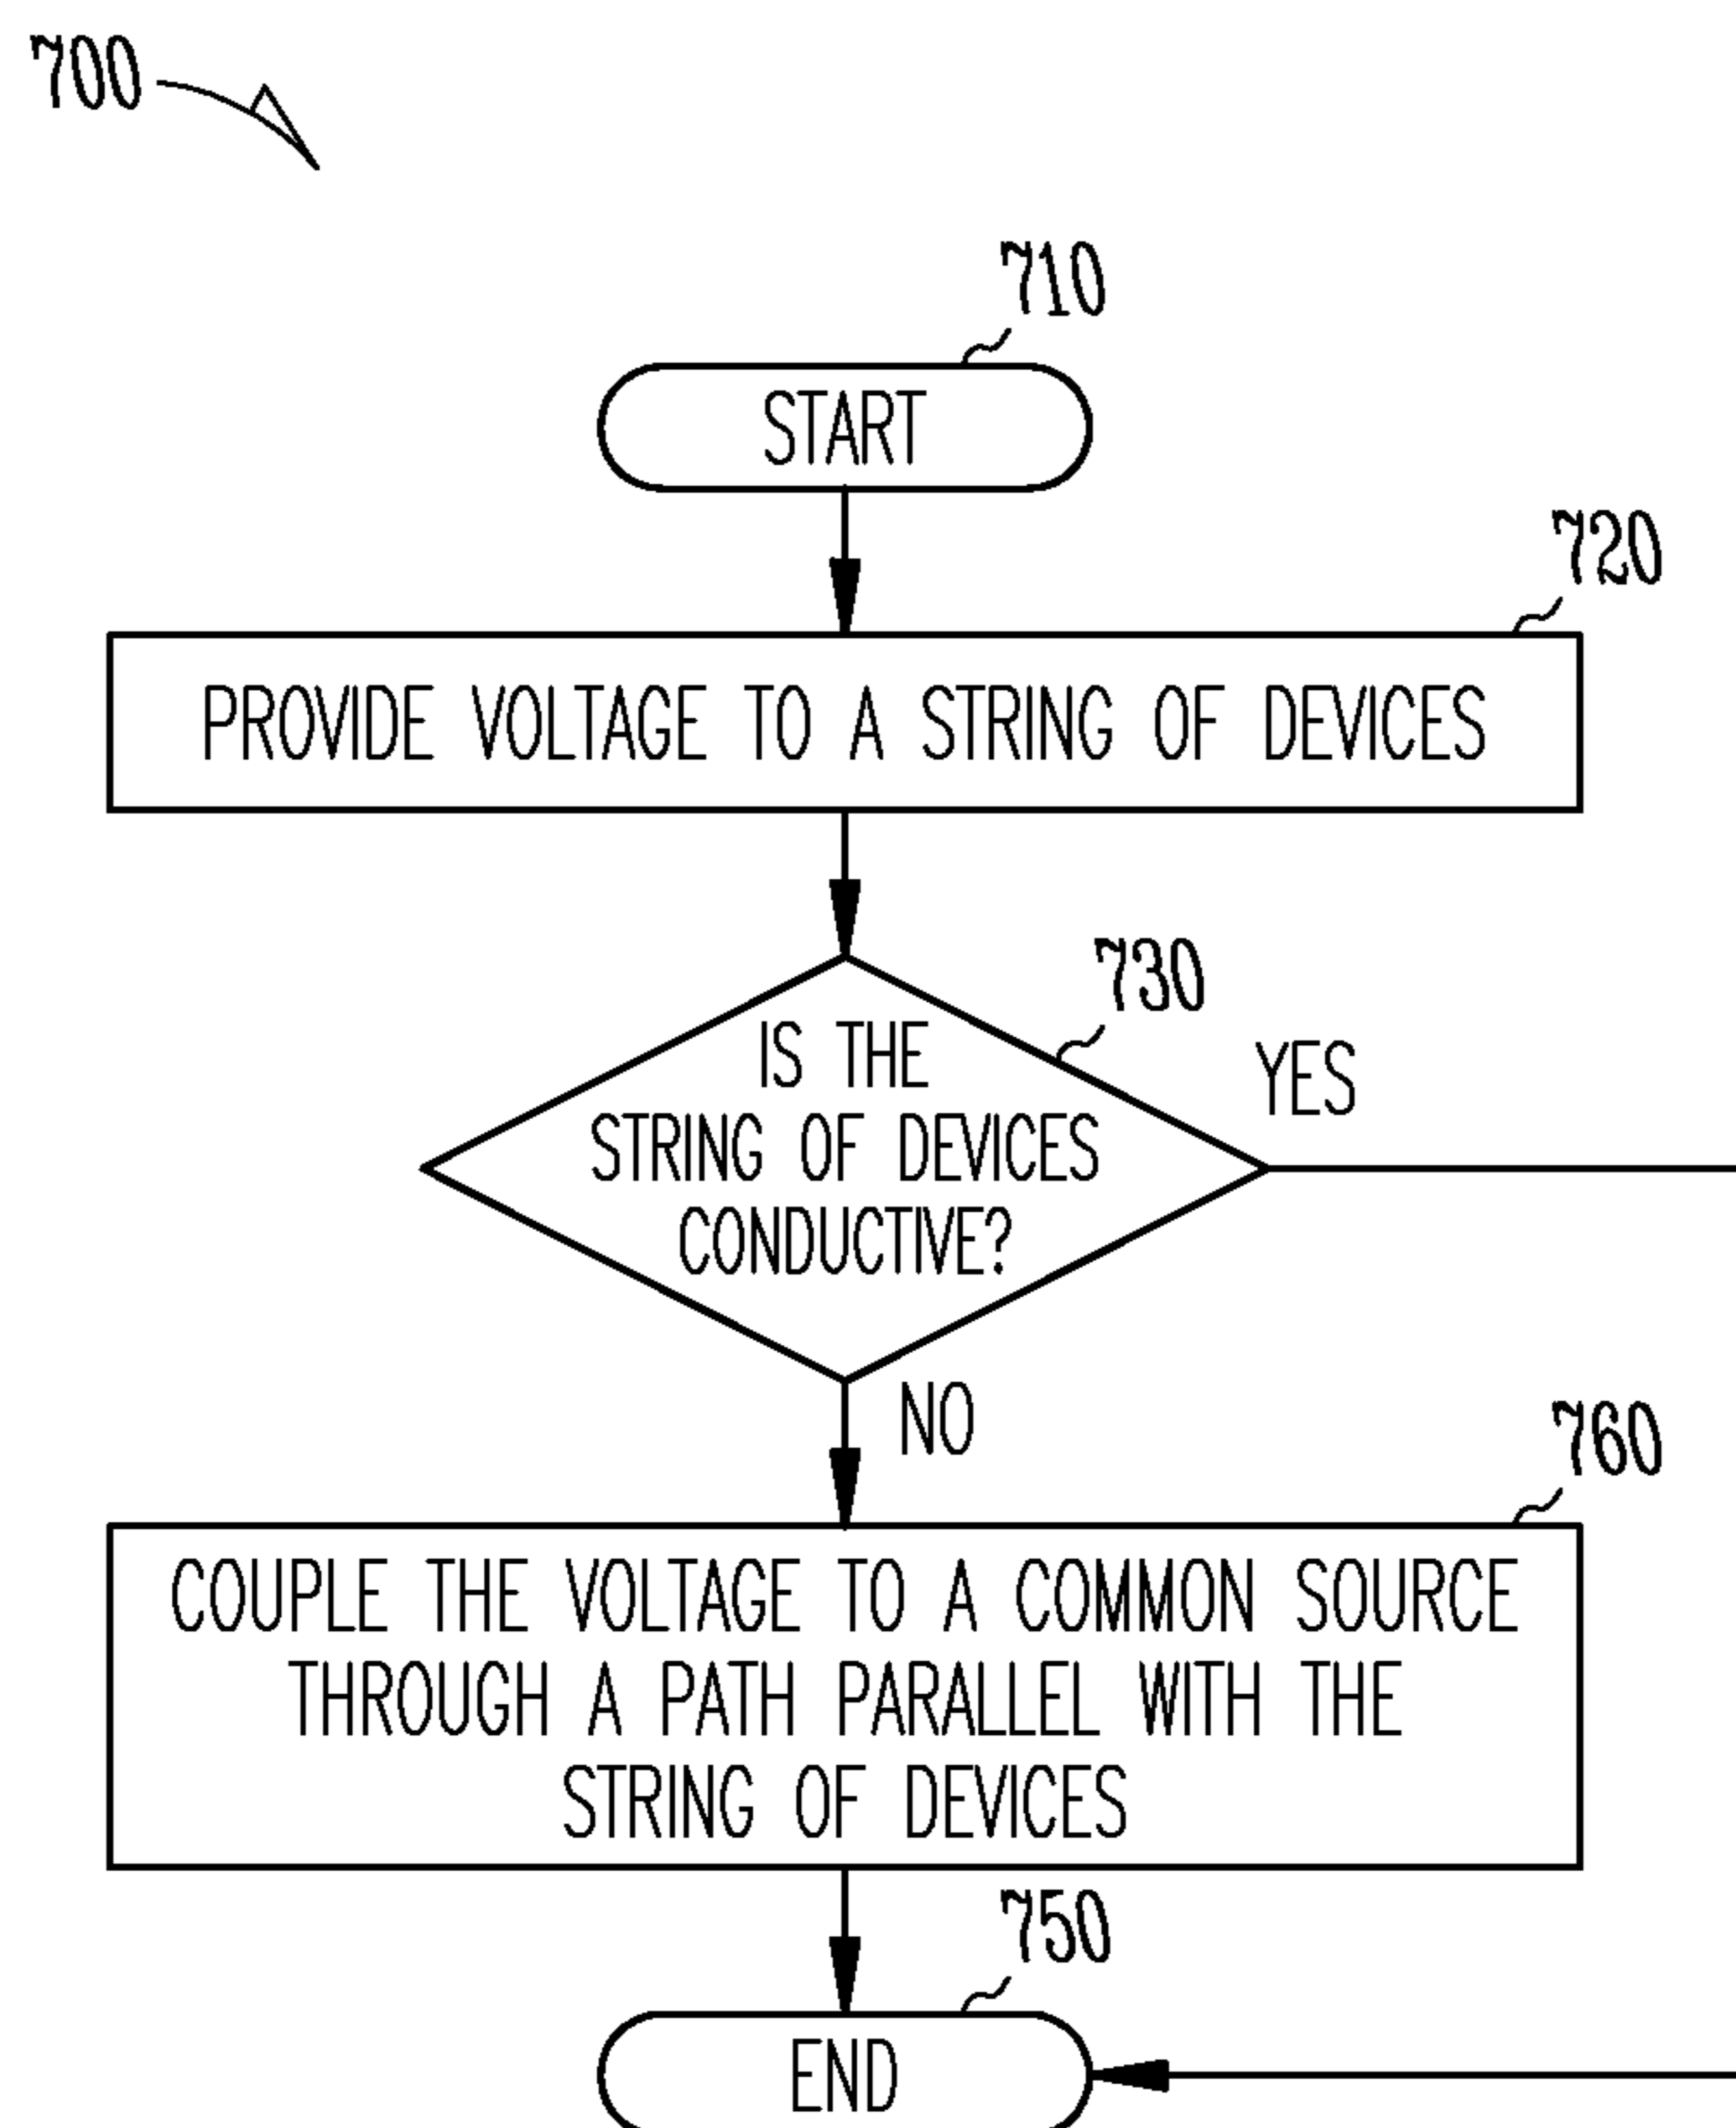 700
710
START
720
PROVIDE VOLTAGE TO A STRING OF DEVICES
730
IS THE
STRING OF DEVICES
CONDUCTIVE?
YES
NO
760
COUPLE THE VOLTAGE TO A COMMON SOURCE
THROUGH A PATH PARALLEL WITH THE
STRING OF DEVICES
750
END